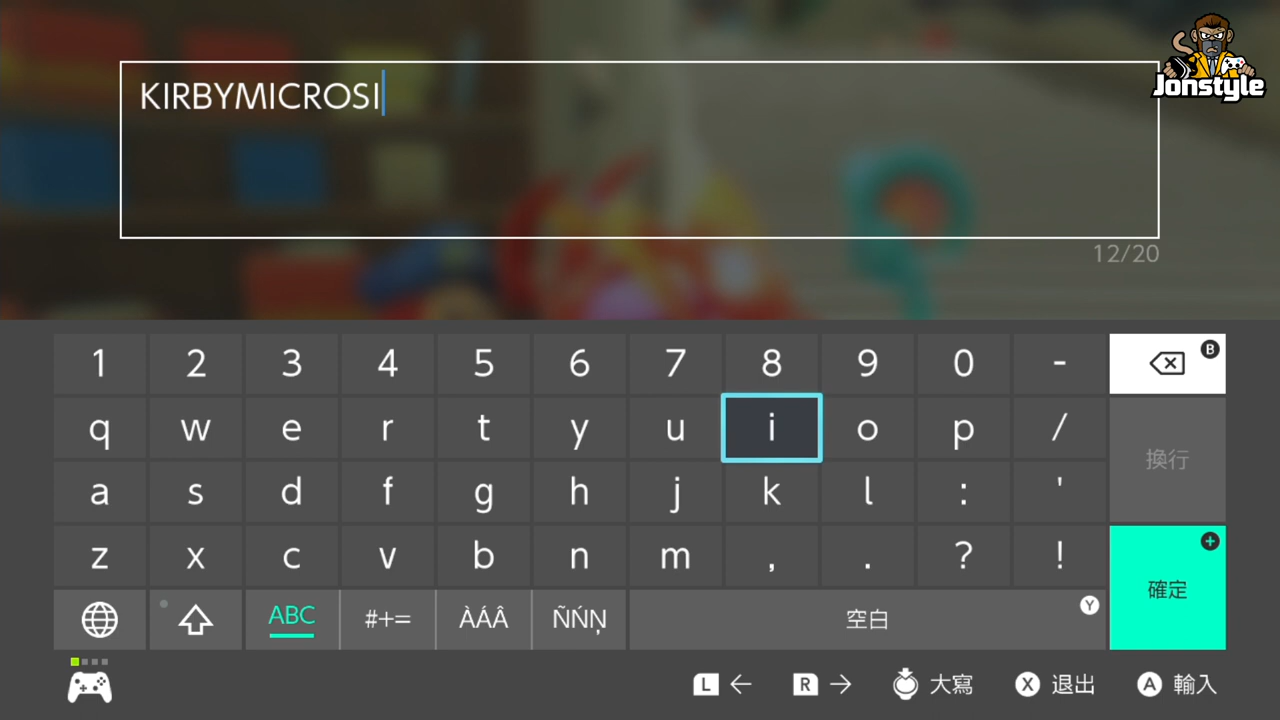 Jonstyle
KIRBYMICROSI
12/20
1 2 3 4 5 6 7 8 9 0 - B
q w e r t y u i o p /
換行
a s d f g h j k l : '
z x c v b n m , . ? ! +
確定
ABC #+= ÀÁÂ ÑŃŅ 空白 Y
L ← R → 大寫 X 退出 A 輸入